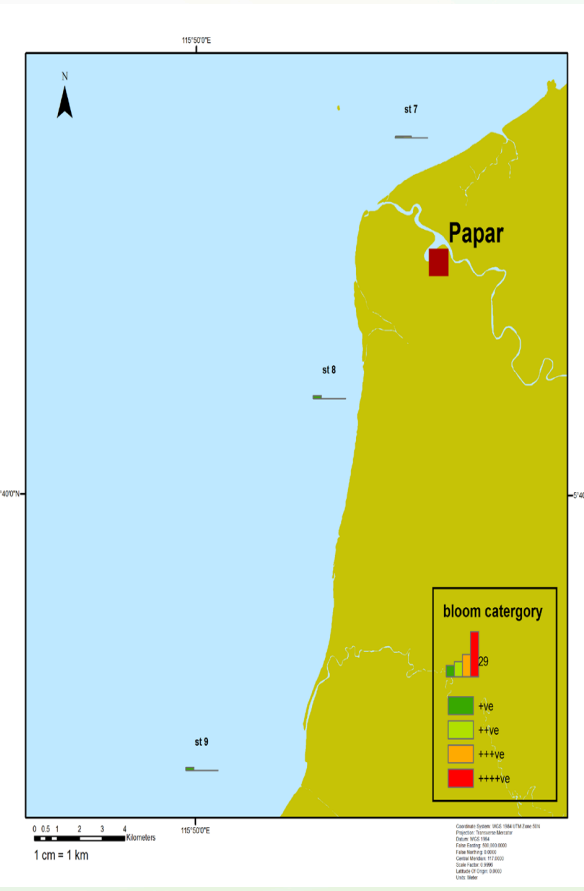 115°50'0"E
N
st 7
Papar
st 8
°40'0"N
5°40
bloom catergory
29
+ve
++ve
+++ve
++++ve
st 9
115°50'0"E
0 0.5 1 2 3 4
Kilometers
1 cm = 1 km
Coordinate System: WGS 1984 UTM Zone 50N
Projection: Transverse Mercator
Datum: WGS 1984
False Easting: 500,000.0000
False Northing: 0.0000
Central Meridian: 117.0000
Scale Factor: 0.9996
Latitude Of Origin: 0.0000
Units: Meter